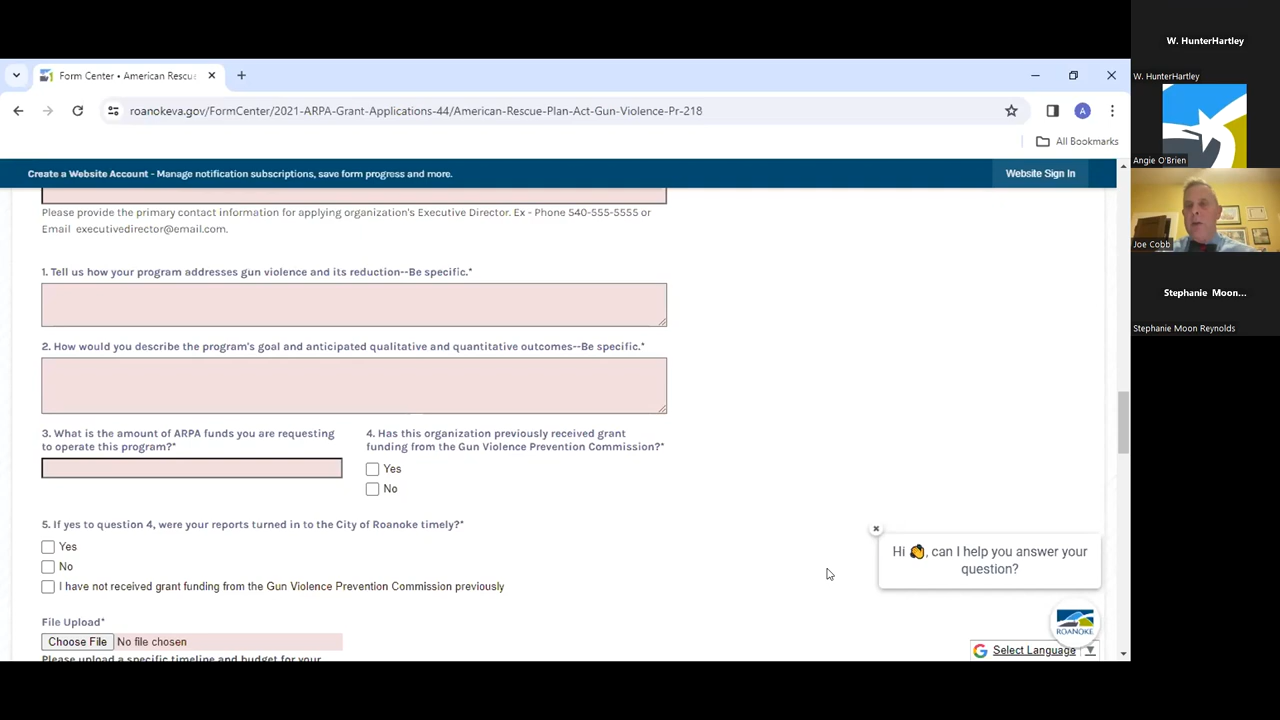 W. HunterHartley
Form Center • American Rescu
W. HunterHartley
roanokeva.gov/FormCenter/2021-ARPA-Grant-Applications-44/American-Rescue-Plan-Act-Gun-Violence-Pr-218
A
All Bookmarks
Angie O'Brien
Create a Website Account - Manage notification subscriptions, save form progress and more.
Website Sign In
Please provide the primary contact information for applying organization's Executive Director. Ex - Phone 540-555-5555 or
Email executivedirector@email.com.
Joe Cobb
1. Tell us how your program addresses gun violence and its reduction--Be specific.*
Stephanie Moon...
Stephanie Moon Reynolds
2. How would you describe the program's goal and anticipated qualitative and quantitative outcomes--Be specific.*
3. What is the amount of ARPA funds you are requesting
to operate this program?*
4. Has this organization previously received grant
funding from the Gun Violence Prevention Commission?*
Yes
No
5. If yes to question 4, were your reports turned in to the City of Roanoke timely?*
Yes
No
I have not received grant funding from the Gun Violence Prevention Commission previously
Hi 👋, can I help you answer your
question?
File Upload*
Choose File No file chosen
Please upload a specific timeline and budget for your
ROANOKE
G Select Language ▼